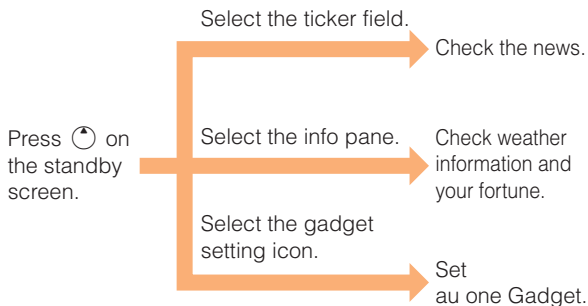 Select the ticker field.
Check the news.
Press on
the standby
screen.
Select the info pane.
Check weather
information and
your fortune.
Select the gadget
setting icon.
Set
au one Gadget.